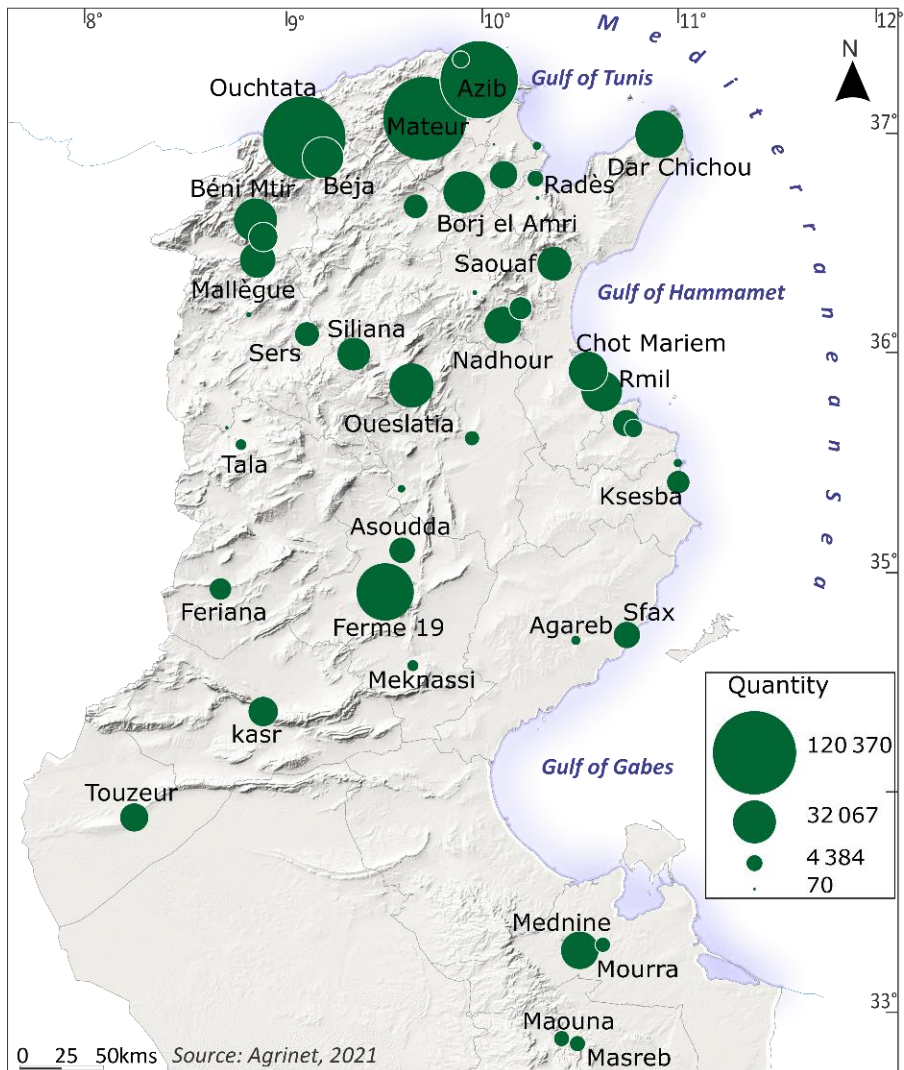 8° 9° 10° 11° 12°
Mediterranean Sea
N
Gulf of Tunis
Ouchtata
Azib
Mateur
37°
Dar Chichou
Béni Mtir
Béja
Radès
Borj el Amri
Saouaf
Mallègue
Gulf of Hammamet
Siliana
Sers
Nadhour
Chot Mariem
36°
Rmil
Oueslatia
Tala
Ksesba
Asoudda
35°
Feriana
Ferme 19
Agareb
Sfax
Meknassi
kasr
Quantity
120 370
32 067
4 384
70
Gulf of Gabes
Touzeur
Mednine
Mourra
33°
Maouna
Masreb
0 25 50kms
Source: Agrinet, 2021